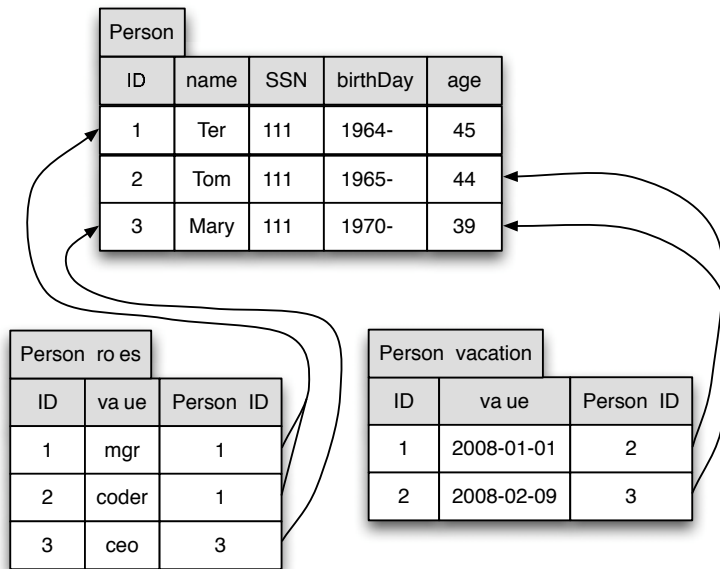 Person
ID name SSN birthDay age
1 Ter 111 1964- 45
2 Tom 111 1965- 44
3 Mary 111 1970- 39
Person ro es
ID va ue Person ID
1 mgr 1
2 coder 1
3 ceo 3
Person vacation
ID va ue Person ID
1 2008-01-01 2
2 2008-02-09 3